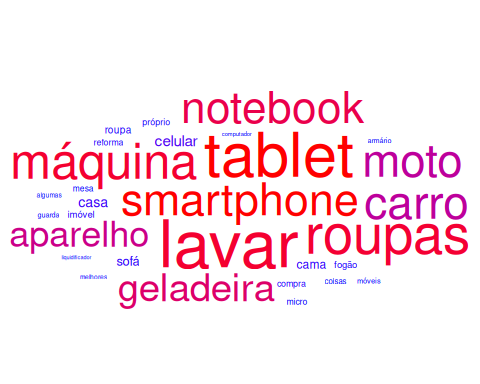 notebook
próprio
roupa
computador
reforma
celular
armário
máquina
tablet
moto
mesa
algumas
casa
smartphone
carro
guarda
imóvel
aparelho
lavar
roupas
liquidificador
sofá
cama
fogão
melhores
geladeira
compra
coisas
móveis
micro